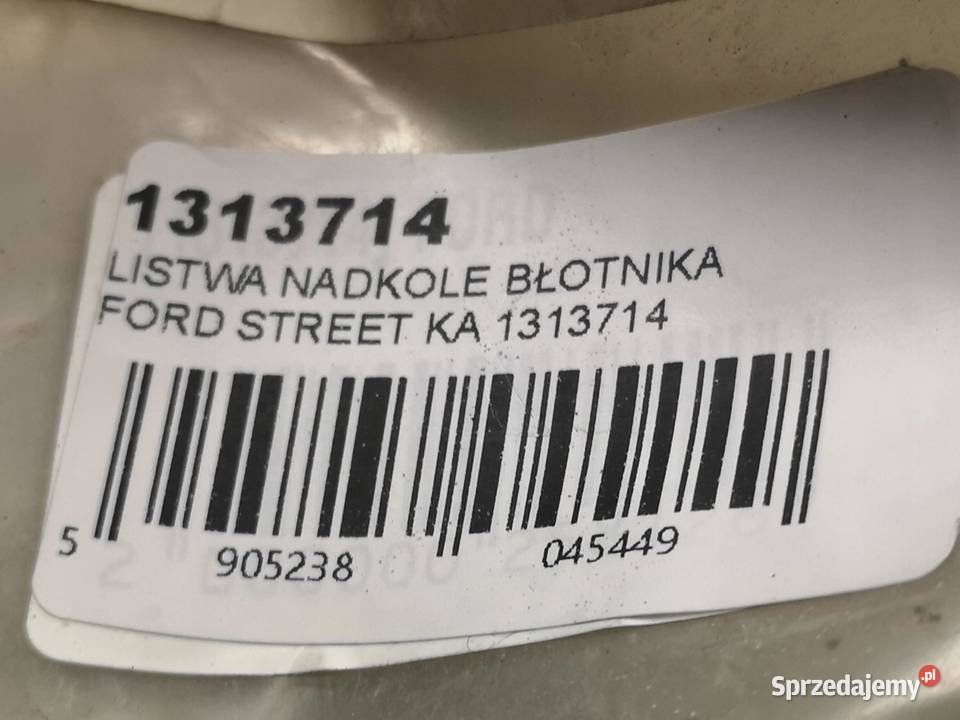 1313714
LISTWA NADKOLE BŁOTNIKA
FORD STREET KA 1313714
5 905238 045449
Sprzedajemy.pl